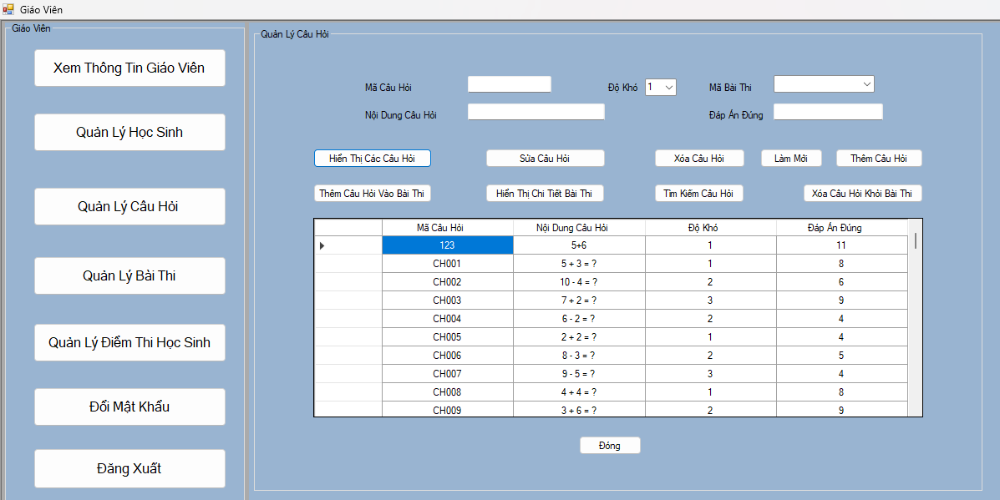 Giáo Viên
Giáo Viên
Xem Thông Tin Giáo Viên
Quản Lý Học Sinh
Quản Lý Câu Hỏi
Quản Lý Bài Thi
Quản Lý Điểm Thi Học Sinh
Đổi Mật Khẩu
Đăng Xuất
Quản Lý Câu Hỏi
Mã Câu Hỏi Độ Khó 1 Mã Bài Thi
Nội Dung Câu Hỏi Đáp Án Đúng
Hiển Thị Các Câu Hỏi Sửa Câu Hỏi Xóa Câu Hỏi Làm Mới Thêm Câu Hỏi
Thêm Câu Hỏi Vào Bài Thi Hiển Thị Chi Tiết Bài Thi Tìm Kiếm Câu Hỏi Xóa Câu Hỏi Khỏi Bài Thi
Mã Câu Hỏi Nội Dung Câu Hỏi Độ Khó Đáp Án Đúng
123 5+6 1 11
CH001 5 + 3 = ? 1 8
CH002 10 - 4 = ? 2 6
CH003 7 + 2 = ? 3 9
CH004 6 - 2 = ? 2 4
CH005 2 + 2 = ? 1 4
CH006 8 - 3 = ? 2 5
CH007 9 - 5 = ? 3 4
CH008 4 + 4 = ? 1 8
CH009 3 + 6 = ? 2 9
Đóng